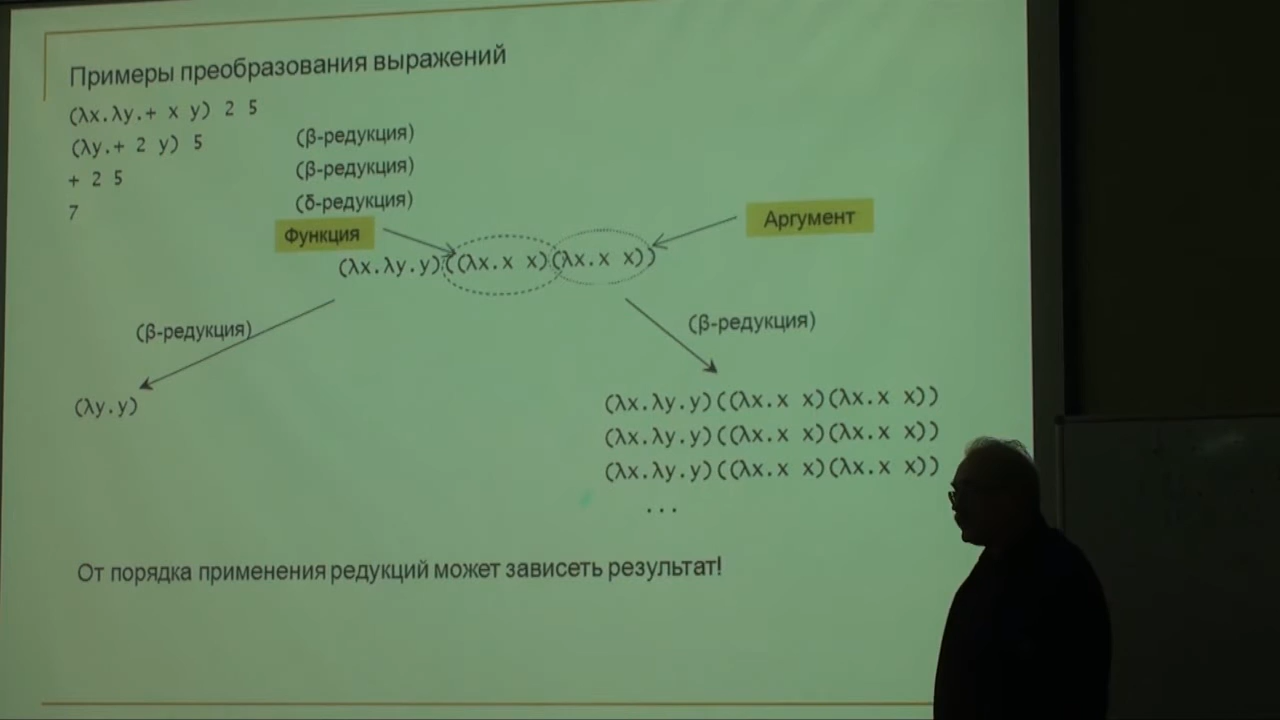 Примеры преобразования выражений
(λx.λy.+ x y) 2 5
(λy.+ 2 y) 5 (β-редукция)
+ 2 5 (β-редукция)
7 (δ-редукция)
Функция
Аргумент
(λx.λy.y)((λx.x x)(λx.x x))
(β-редукция)
(β-редукция)
(λy.y)
(λx.λy.y)((λx.x x)(λx.x x))
(λx.λy.y)((λx.x x)(λx.x x))
(λx.λy.y)((λx.x x)(λx.x x))
...
От порядка применения редукций может зависеть результат!